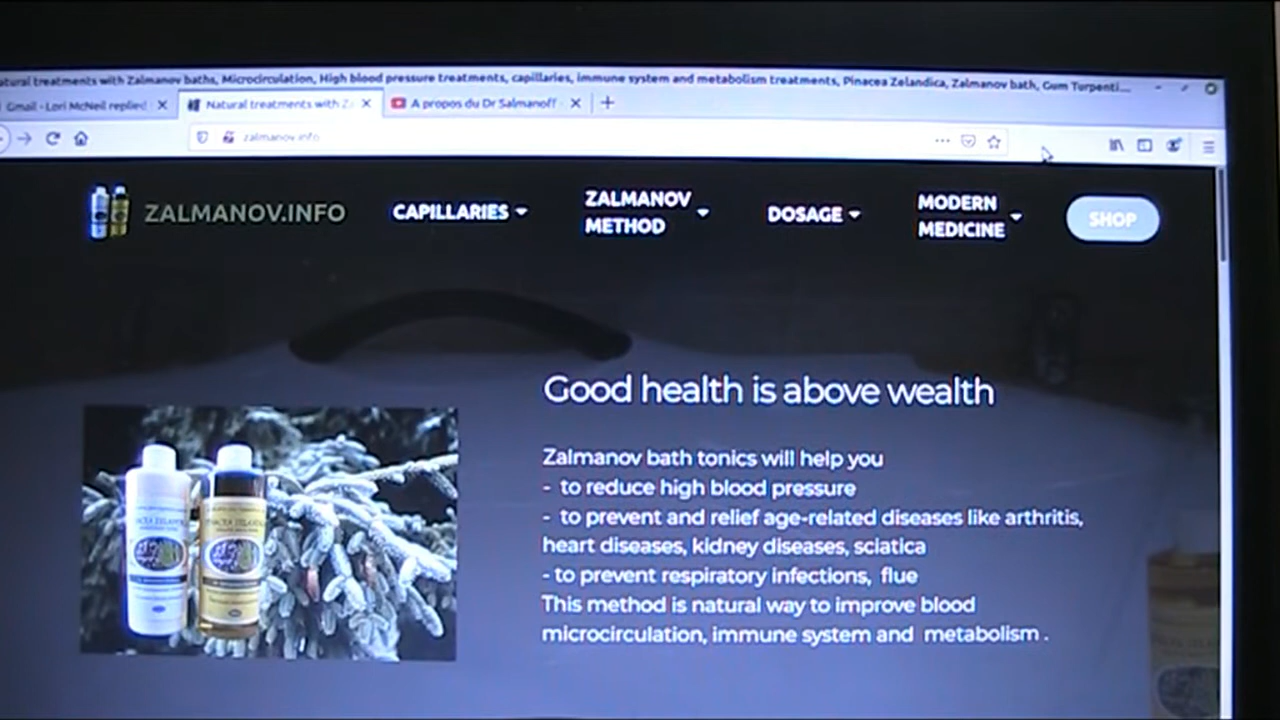 atural treatments with Zalmanov baths, Microcirculation, High blood pressure treatments, capillaries, immune system and metabolism treatments, Pinacea Zelandica, Zalmanov bath, Gum Turpenti...
Gmail - Lori McNeil replied
Natural treatments with Za
A propos du Dr Salmanoff
zalmanov.info
ZALMANOV.INFO
CAPILLARIES
ZALMANOV
METHOD
DOSAGE
MODERN
MEDICINE
SHOP
Good health is above wealth
Zalmanov bath tonics will help you
- to reduce high blood pressure
- to prevent and relief age-related diseases like arthritis,
heart diseases, kidney diseases, sciatica
- to prevent respiratory infections, flue
This method is natural way to improve blood
microcirculation, immune system and metabolism .